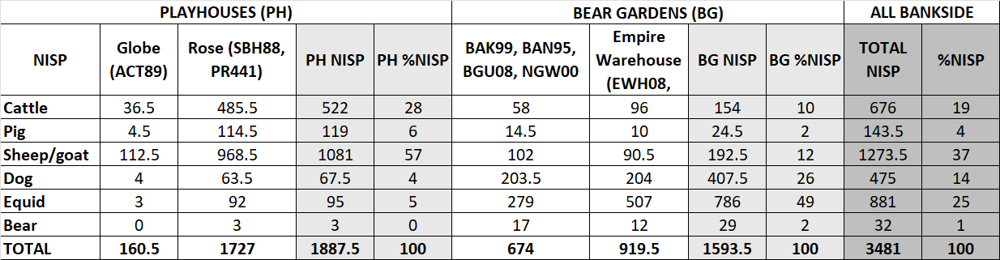 PLAYHOUSES (PH) BEAR GARDENS (BG) ALL BANKSIDE
NISP Globe (ACT89) Rose (SBH88, PR441) PH NISP PH %NISP BAK99, BAN95, BGU08, NGW00 Empire Warehouse (EWH08, BG NISP BG %NISP TOTAL NISP %NISP
Cattle 36.5 485.5 522 28 58 96 154 10 676 19
Pig 4.5 114.5 119 6 14.5 10 24.5 2 143.5 4
Sheep/goat 112.5 968.5 1081 57 102 90.5 192.5 12 1273.5 37
Dog 4 63.5 67.5 4 203.5 204 407.5 26 475 14
Equid 3 92 95 5 279 507 786 49 881 25
Bear 0 3 3 0 17 12 29 2 32 1
TOTAL 160.5 1727 1887.5 100 674 919.5 1593.5 100 3481 100